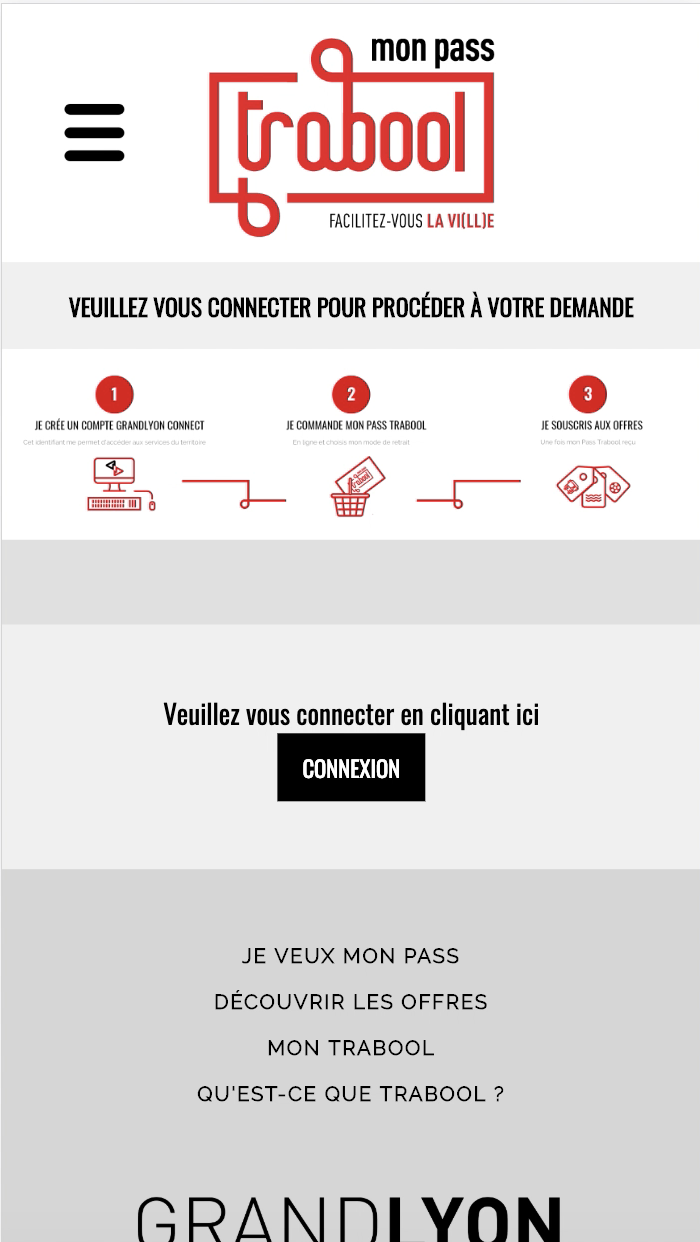 mon pass
trabool
FACILITEZ-VOUS LA VI(LL)E
VEUILLEZ VOUS CONNECTER POUR PROCÉDER À VOTRE DEMANDE
1
JE CRÉE UN COMPTE GRANDLYON CONNECT
Cet identifiant me permet d'accéder aux services du territoire
2
JE COMMANDE MON PASS TRABOOL
En ligne et choisis mon mode de retrait
trabool
3
JE SOUSCRIS AUX OFFRES
Une fois mon Pass Trabool reçu
Veuillez vous connecter en cliquant ici
CONNEXION
JE VEUX MON PASS
DÉCOUVRIR LES OFFRES
MON TRABOOL
QU'EST-CE QUE TRABOOL ?
GRANDLYON